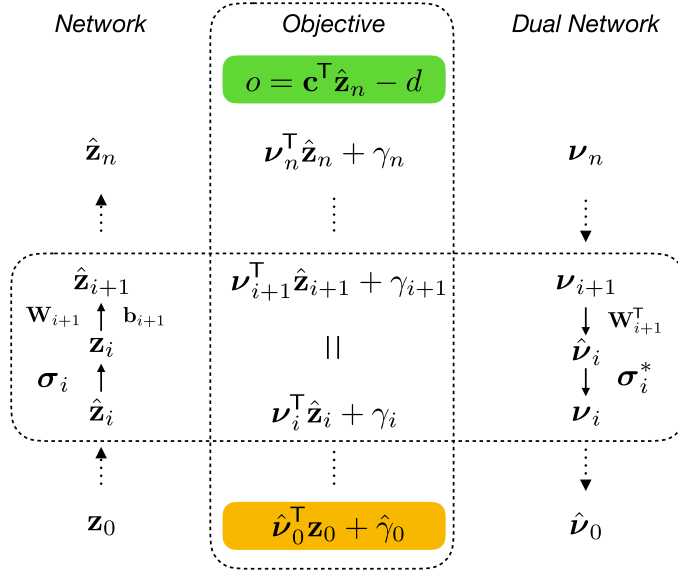 Network Objective Dual Network
o = c^T ẑ_n − d
ẑ_n ν_n^T ẑ_n + γ_n ν_n
ẑ_{i+1} ν_{i+1}^T ẑ_{i+1} + γ_{i+1} ν_{i+1}
W_{i+1} b_{i+1} W_{i+1}^T
z_i = ν̂_i
σ_i σ_i^*
ẑ_i ν_i^T ẑ_i + γ_i ν_i
z_0 ν̂_0^T z_0 + γ̂_0 ν̂_0